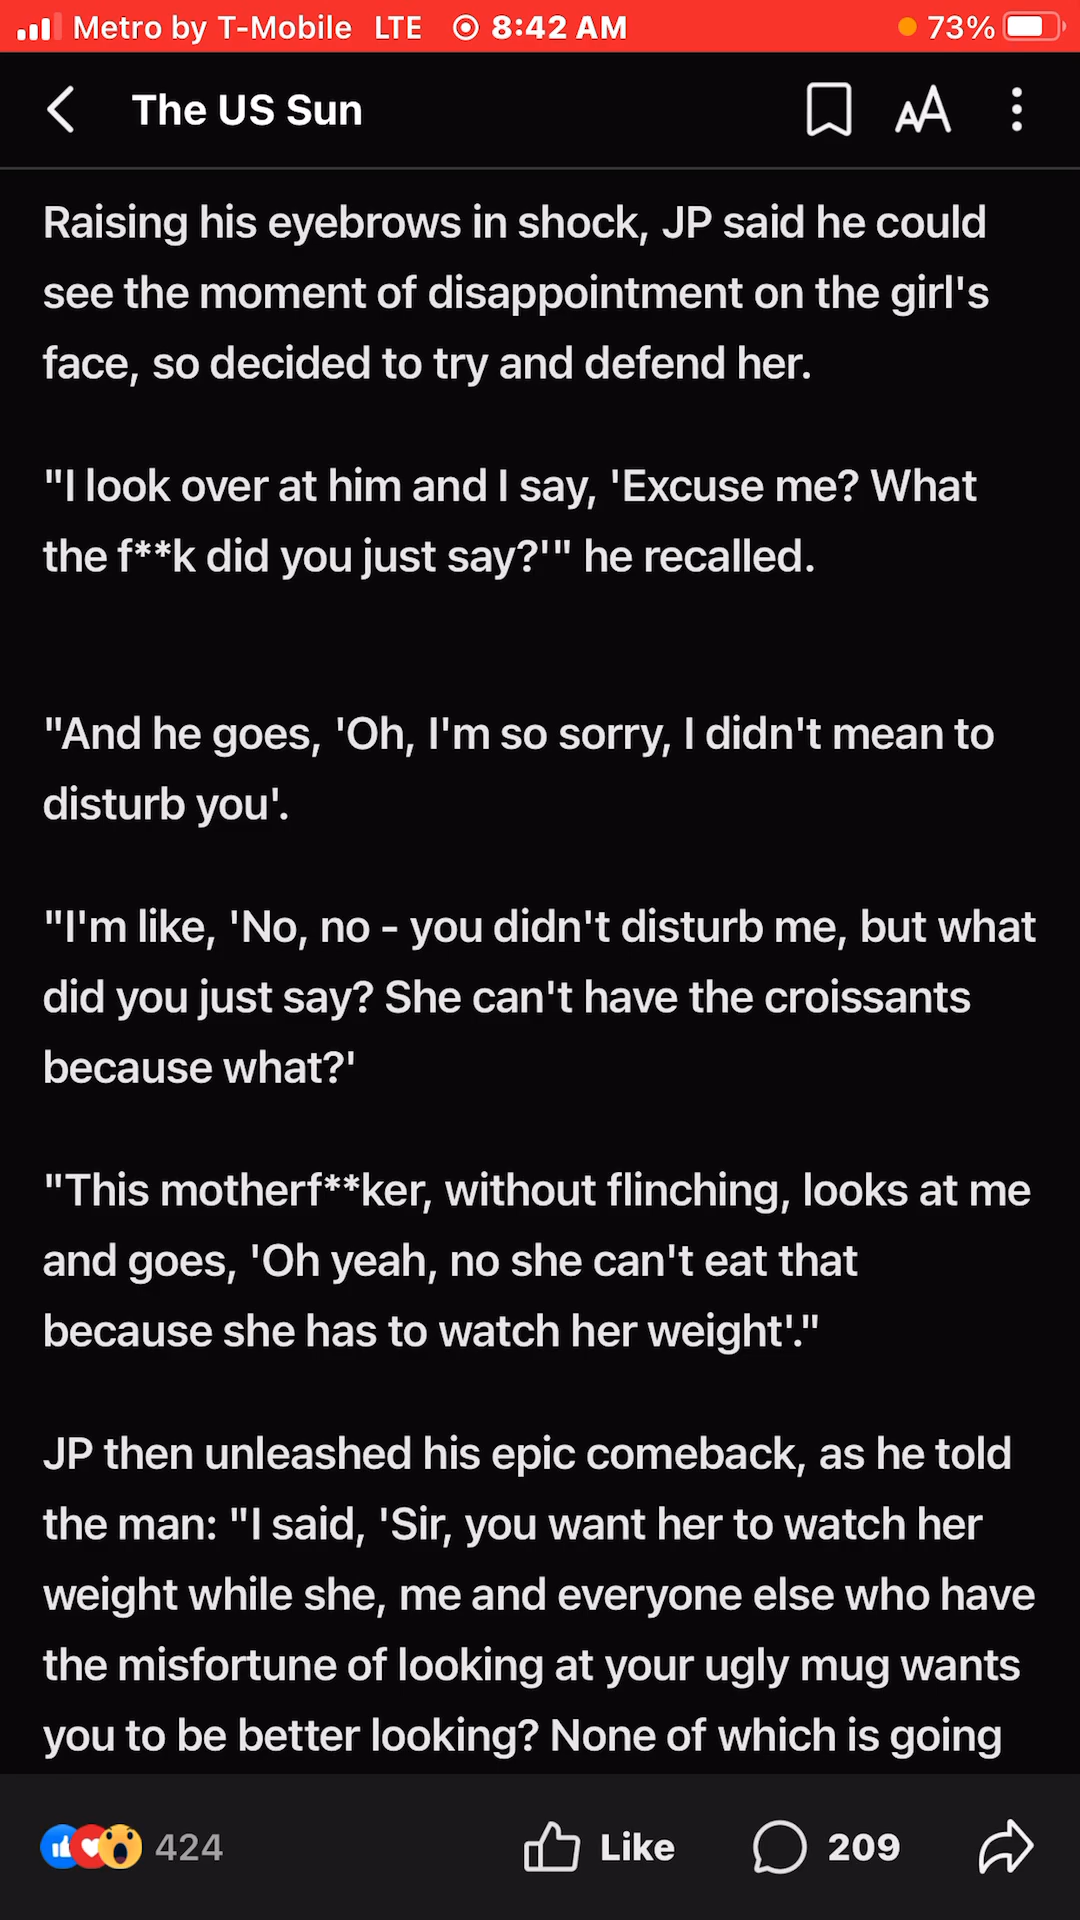 Metro by T-Mobile LTE 8:42 AM 73%
The US Sun AA
Raising his eyebrows in shock, JP said he could
see the moment of disappointment on the girl's
face, so decided to try and defend her.
"I look over at him and I say, 'Excuse me? What
the f**k did you just say?'" he recalled.
"And he goes, 'Oh, I'm so sorry, I didn't mean to
disturb you'.
"I'm like, 'No, no - you didn't disturb me, but what
did you just say? She can't have the croissants
because what?'
"This motherf**ker, without flinching, looks at me
and goes, 'Oh yeah, no she can't eat that
because she has to watch her weight'."
JP then unleashed his epic comeback, as he told
the man: "I said, 'Sir, you want her to watch her
weight while she, me and everyone else who have
the misfortune of looking at your ugly mug wants
you to be better looking? None of which is going
424 Like 209